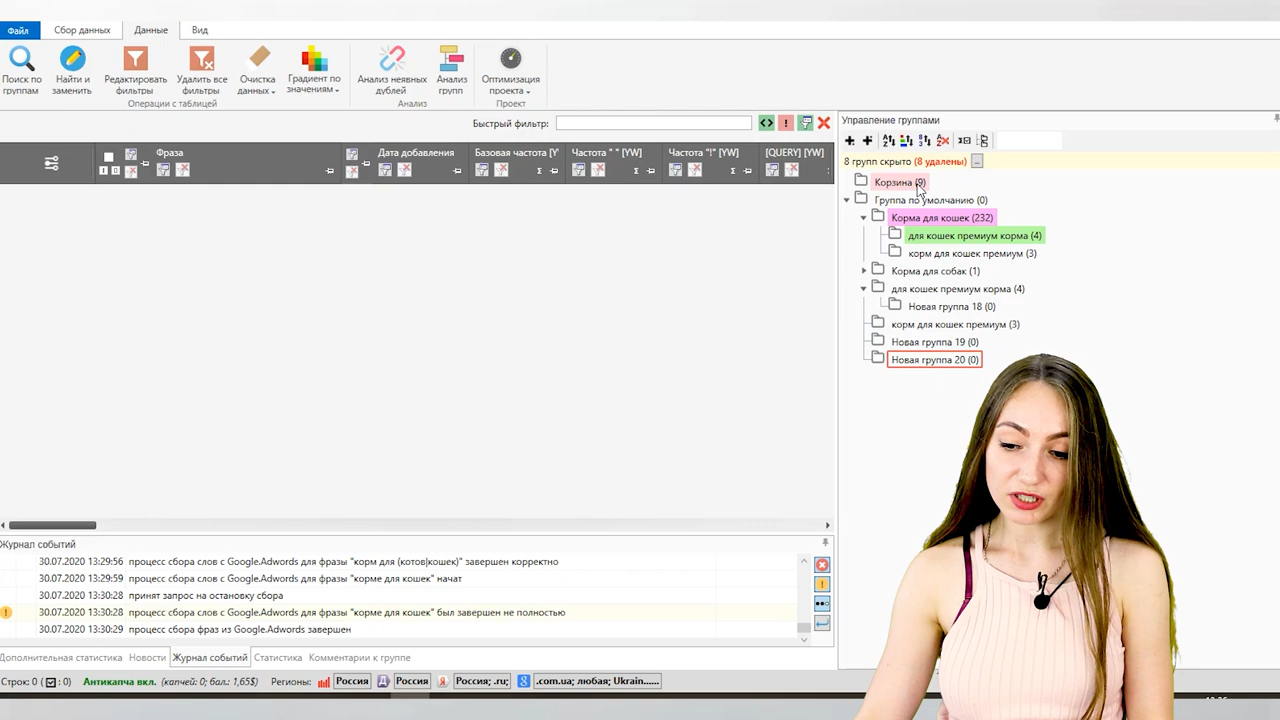 Файл Сбор данных Данные Вид
Поиск по группам
Найти и заменить
Редактировать фильтры
Удалить все фильтры
Очистка данных
Градиент по значениям
Анализ неявных дублей
Анализ групп
Оптимизация проекта
Операции с таблицей Анализ Проект
Быстрый фильтр:
Фраза Дата добавления Базовая частота [Y Частота " " [YW] Частота "!" [YW] [QUERY] [YW]
Управление группами
8 групп скрыто (8 удалены) ...
Корзина (9)
Группа по умолчанию (0)
Корма для кошек (232)
для кошек премиум корма (4)
корм для кошек премиум (3)
Корма для собак (1)
для кошек премиум корма (4)
Новая группа 18 (0)
корм для кошек премиум (3)
Новая группа 19 (0)
Новая группа 20 (0)
Журнал событий
30.07.2020 13:29:56 процесс сбора слов с Google.Adwords для фразы "корм для (котов|кошек)" завершен корректно
30.07.2020 13:29:59 процесс сбора слов с Google.Adwords для фразы "корме для кошек" начат
30.07.2020 13:30:28 принят запрос на остановку сбора
30.07.2020 13:30:28 процесс сбора слов с Google.Adwords для фразы "корме для кошек" был завершен не полностью
30.07.2020 13:30:29 процесс сбора фраз из Google.Adwords завершен
Дополнительная статистика Новости Журнал событий Статистика Комментарии к группе
Строк: 0 ( : 0) Антикапча вкл. (капчей: 0; бал.: 1,65$) Регионы: Россия Россия Россия; .ru; .com.ua; любая; Ukrain......